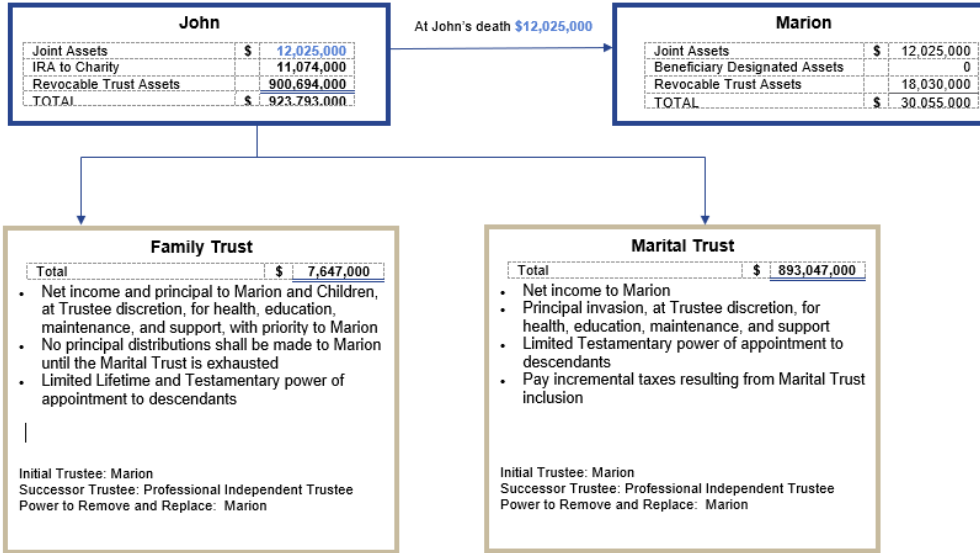 John
Joint Assets $ 12,025,000
IRA to Charity 11,074,000
Revocable Trust Assets 900,694,000
TOTAL $ 923,793,000
At John's death $12,025,000
Marion
Joint Assets $ 12,025,000
Beneficiary Designated Assets 0
Revocable Trust Assets 18,030,000
TOTAL $ 30,055,000
Family Trust
Total $ 7,647,000
• Net income and principal to Marion and Children,
at Trustee discretion, for health, education,
maintenance, and support, with priority to Marion
• No principal distributions shall be made to Marion
until the Marital Trust is exhausted
• Limited Lifetime and Testamentary power of
appointment to descendants
Initial Trustee: Marion
Successor Trustee: Professional Independent Trustee
Power to Remove and Replace: Marion
Marital Trust
Total $ 893,047,000
• Net income to Marion
• Principal invasion, at Trustee discretion, for
health, education, maintenance, and support
• Limited Testamentary power of appointment to
descendants
• Pay incremental taxes resulting from Marital Trust
inclusion
Initial Trustee: Marion
Successor Trustee: Professional Independent Trustee
Power to Remove and Replace: Marion